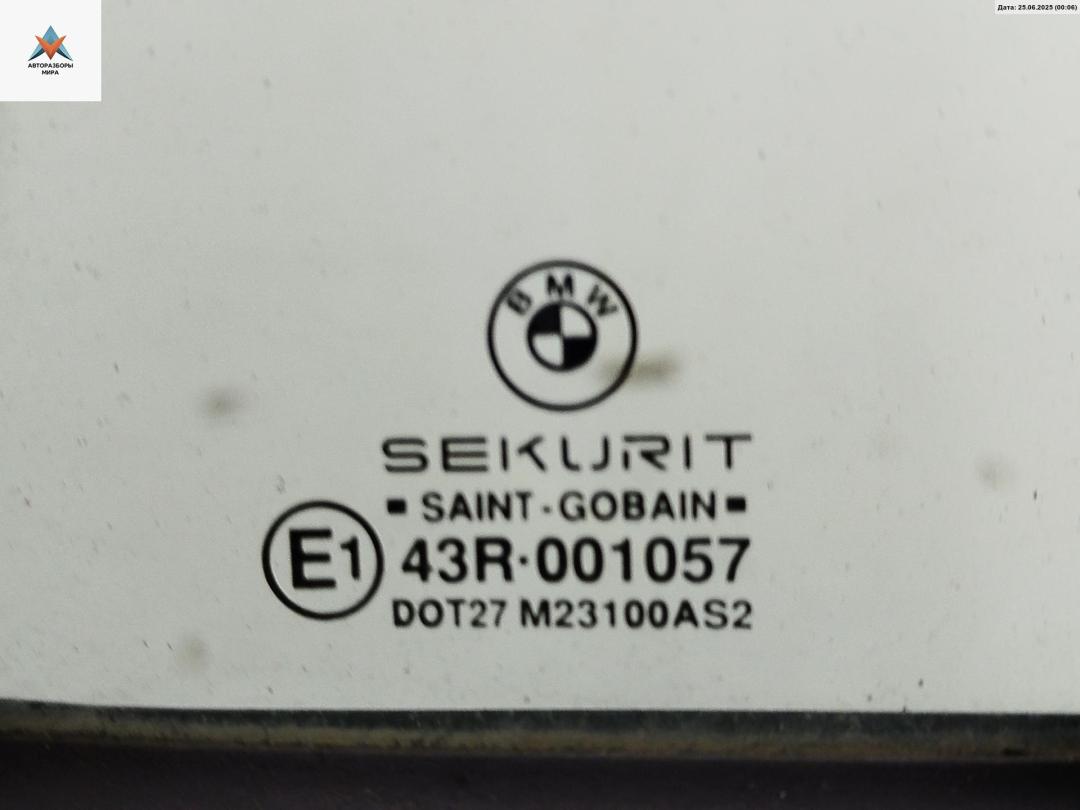 АВТОРАЗБОРЫ
МИРА
Дата: 25.06.2025 (00:06)
BMW
SEKURIT
SAINT-GOBAIN
E1 43R·001057
DOT27 M23100AS2